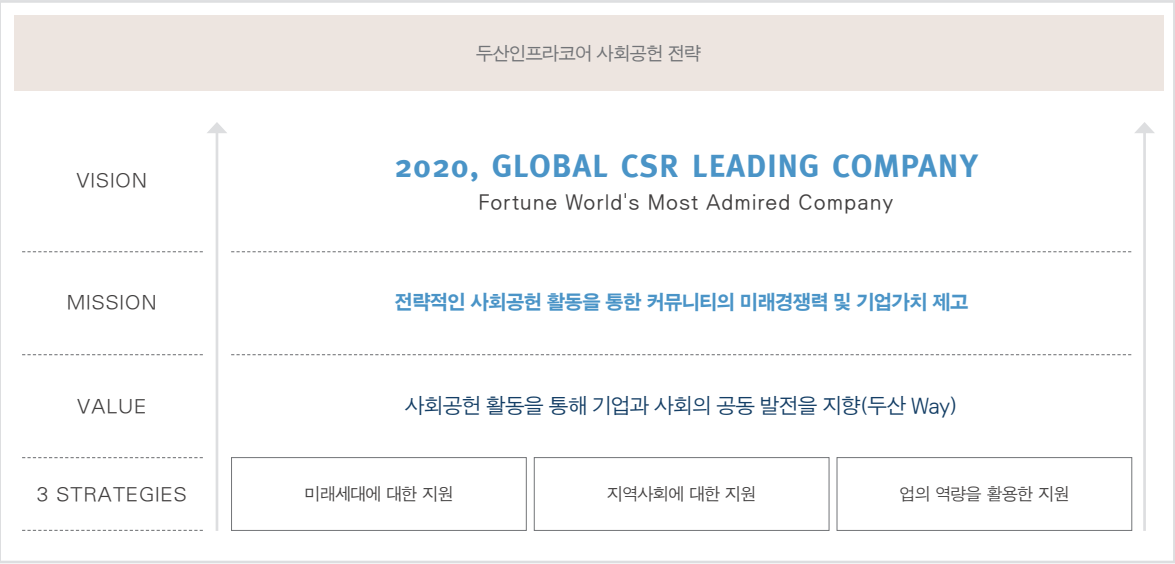 두산인프라코어 사회공헌 전략
VISION
2020, GLOBAL CSR LEADING COMPANY
Fortune World's Most Admired Company
MISSION
전략적인 사회공헌 활동을 통한 커뮤니티의 미래경쟁력 및 기업가치 제고
VALUE
사회공헌 활동을 통해 기업과 사회의 공동 발전을 지향(두산 Way)
3 STRATEGIES
미래세대에 대한 지원
지역사회에 대한 지원
업의 역량을 활용한 지원